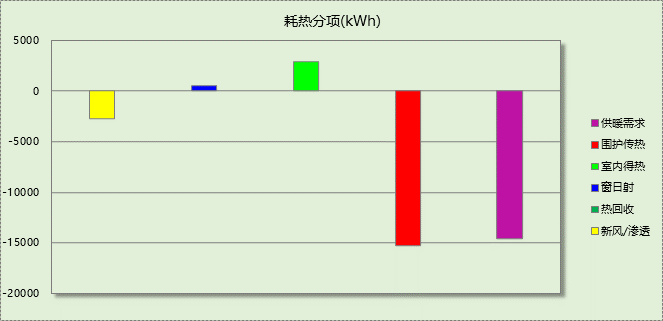 耗热分项(kWh)
5000
0
-5000
-10000
-15000
-20000
供暖需求
围护传热
室内得热
窗日射
热回收
新风/渗透